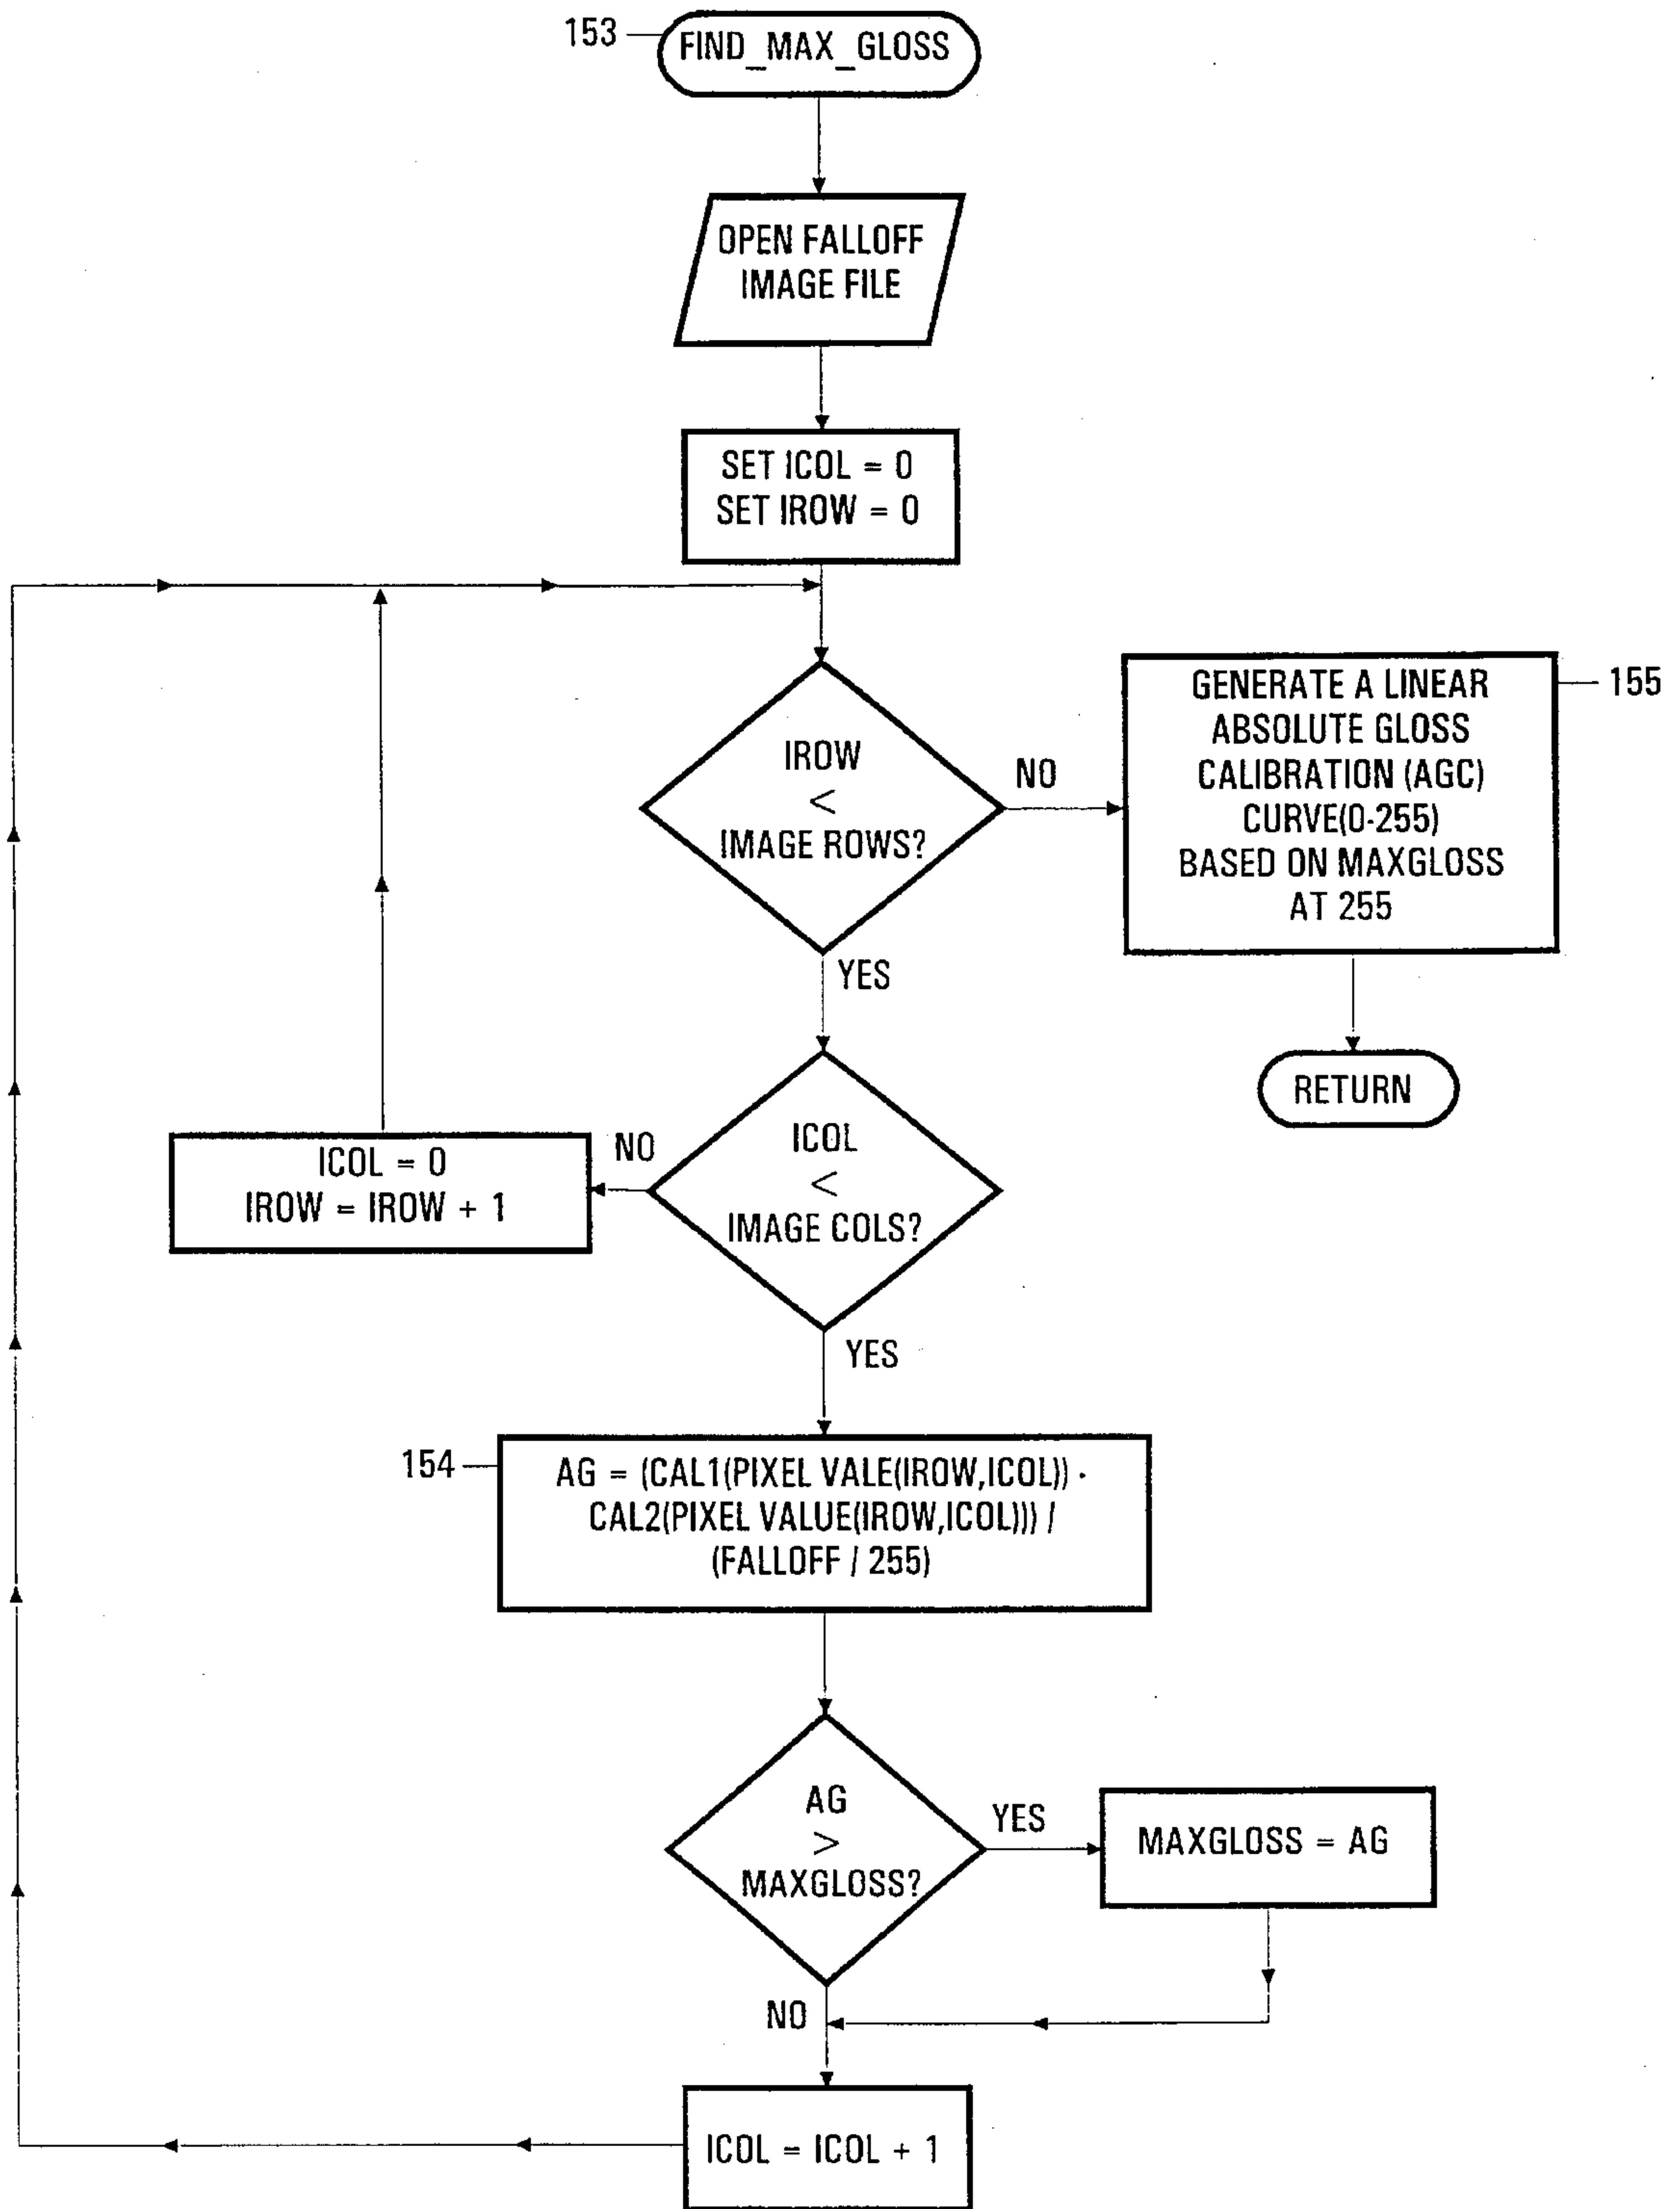 153
FIND_MAX_GLOSS
OPEN FALLOFF
IMAGE FILE
SET ICOL = 0
SET IROW = 0
IROW
<
IMAGE ROWS?
NO
YES
GENERATE A LINEAR
ABSOLUTE GLOSS
CALIBRATION (AGC)
CURVE(0-255)
BASED ON MAXGLOSS
AT 255
155
RETURN
ICOL
<
IMAGE COLS?
NO
YES
ICOL = 0
IROW = IROW + 1
154
AG = (CAL1(PIXEL VALE(IROW,ICOL)) -
CAL2(PIXEL VALUE(IROW,ICOL))) /
(FALLOFF / 255)
AG
>
MAXGLOSS?
YES
MAXGLOSS = AG
NO
ICOL = ICOL + 1